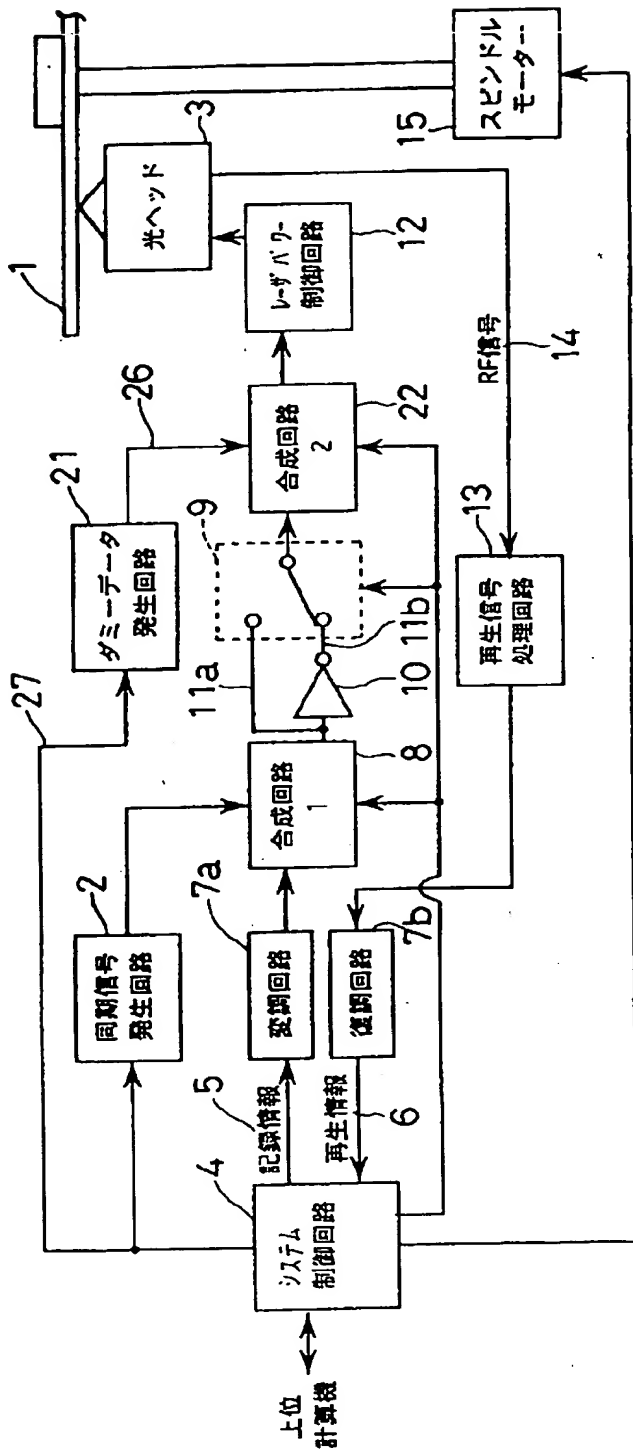 上位
計算機
4
システム
制御回路
27
2
同期信号
発生回路
5
記録情報
7a
変調回路
再生情報
6
復調回路
7b
21
ダミーデータ
発生回路
26
合成回路
1
8
11a
10
11b
9
合成回路
2
22
レーザパワー
制御回路
12
1
光ヘッド
3
RF信号
14
13
再生信号
処理回路
15
スピンドル
モーター